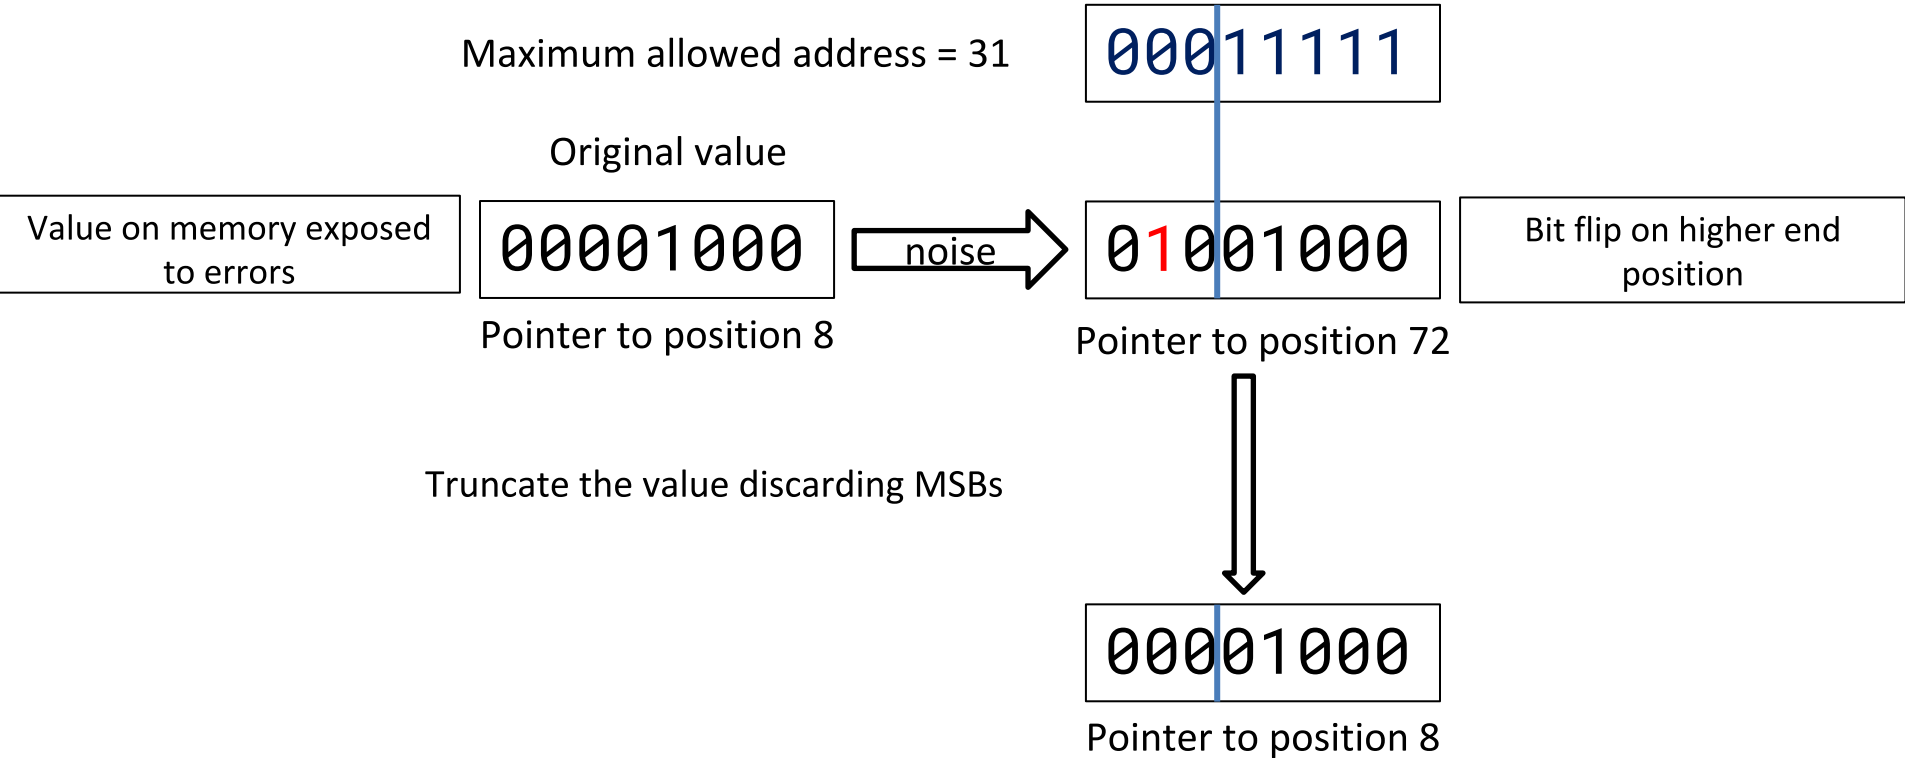 Maximum allowed address = 31
00011111
Original value
Value on memory exposed
to errors
00001000
noise
01001000
Bit flip on higher end
position
Pointer to position 8
Pointer to position 72
Truncate the value discarding MSBs
00001000
Pointer to position 8